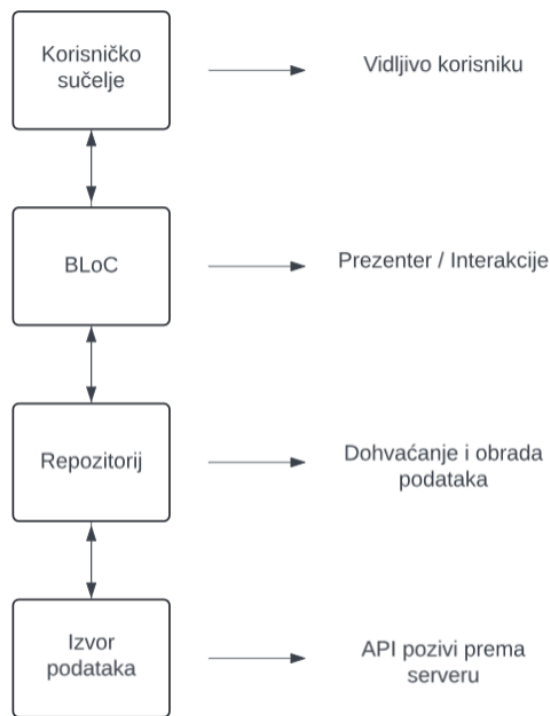 Korisničko
sučelje
Vidljivo korisniku
BLoC
Prezenter / Interakcije
Repozitorij
Dohvaćanje i obrada
podataka
Izvor
podataka
API pozivi prema
serveru